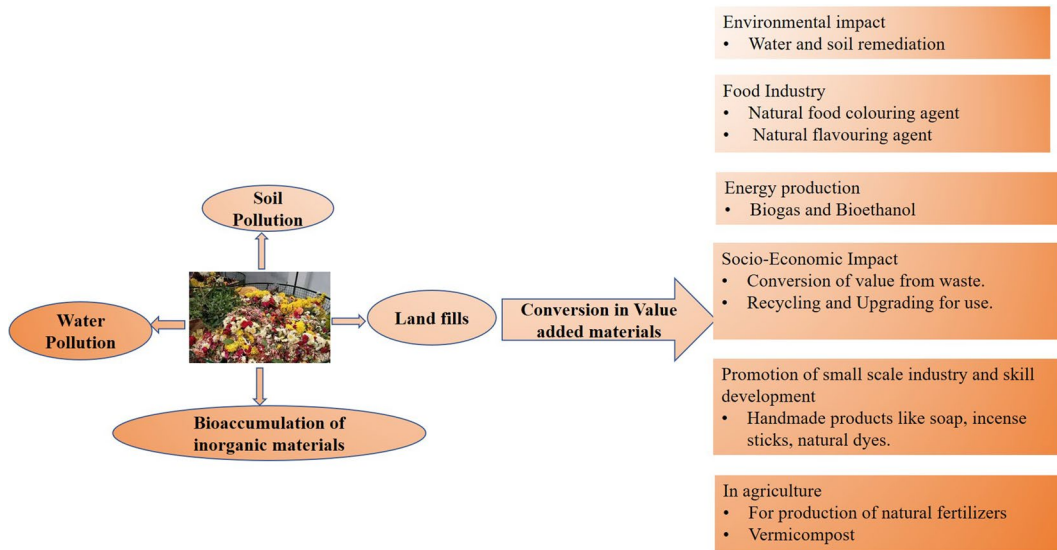 Soil
Pollution
Water
Pollution
Land fills
Bioaccumulation of
inorganic materials
Conversion in Value
added materials
Environmental impact
• Water and soil remediation
Food Industry
• Natural food colouring agent
• Natural flavouring agent
Energy production
• Biogas and Bioethanol
Socio-Economic Impact
• Conversion of value from waste.
• Recycling and Upgrading for use.
Promotion of small scale industry and skill
development
• Handmade products like soap, incense
sticks, natural dyes.
In agriculture
• For production of natural fertilizers
• Vermicompost